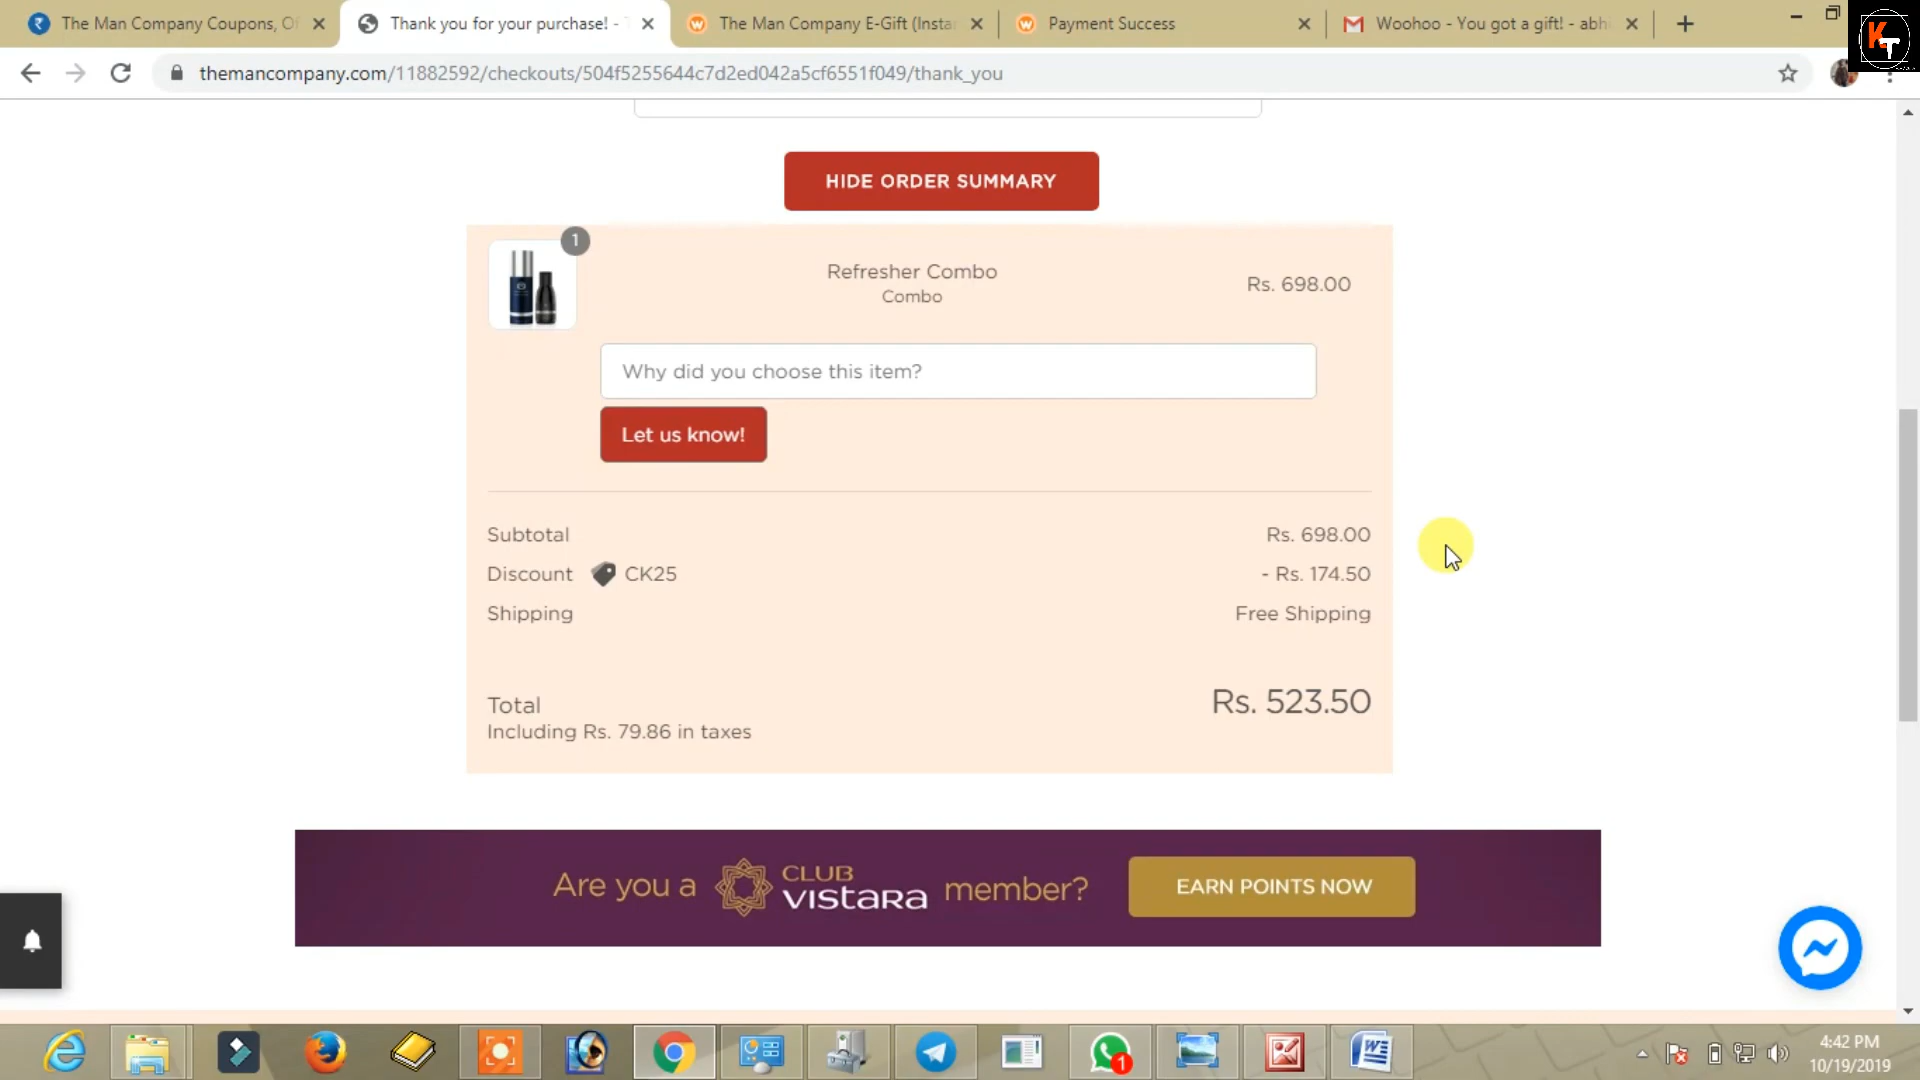 The Man Company Coupons, Of
Thank you for your purchase! -
The Man Company E-Gift (Insta
Payment Success
Woohoo - You got a gift! - abhi
KT
themancompany.com/11882592/checkouts/504f5255644c7d2ed042a5cf6551f049/thank_you
HIDE ORDER SUMMARY
1
Refresher Combo
Combo
Rs. 698.00
Why did you choose this item?
Let us know!
Subtotal Rs. 698.00
Discount CK25 - Rs. 174.50
Shipping Free Shipping
Total Rs. 523.50
Including Rs. 79.86 in taxes
Are you a CLUB VISTARA member?
EARN POINTS NOW
1
4:42 PM
10/19/2019